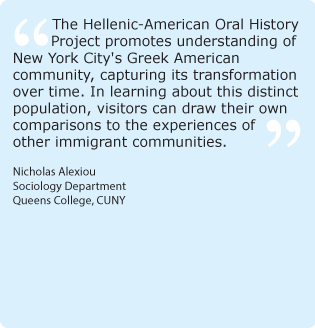 “ The Hellenic-American Oral History
Project promotes understanding of
New York City's Greek American
community, capturing its transformation
over time. In learning about this distinct
population, visitors can draw their own
comparisons to the experiences of
other immigrant communities. ”
Nicholas Alexiou
Sociology Department
Queens College, CUNY